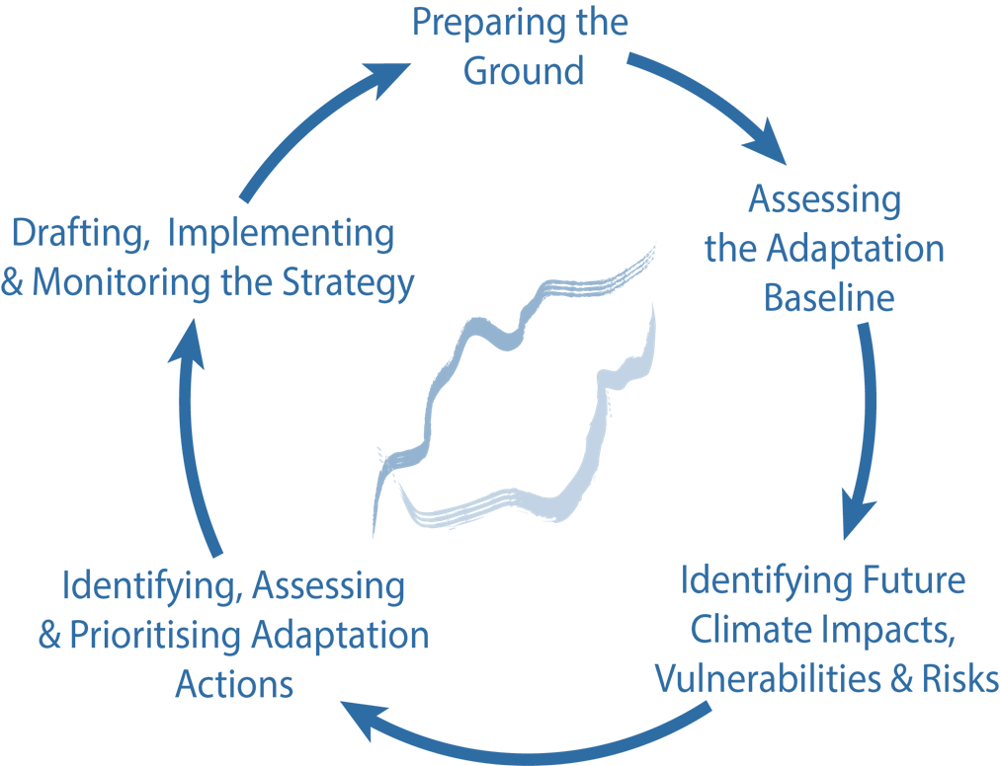 Preparing the
Ground
Assessing
the Adaptation
Baseline
Identifying Future
Climate Impacts,
Vulnerabilities & Risks
Identifying, Assessing
& Prioritising Adaptation
Actions
Drafting, Implementing
& Monitoring the Strategy